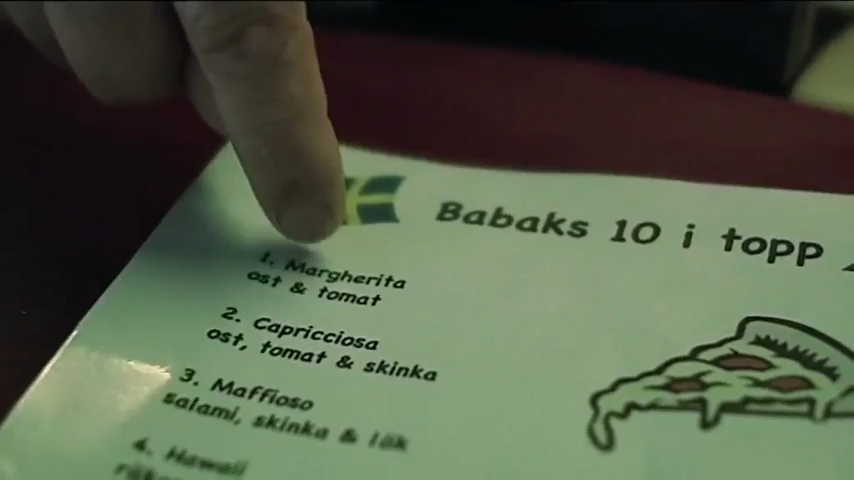 Babaks 10 i topp
1. Margherita
ost & tomat
2. Capricciosa
ost, tomat & skinka
3. Maffioso
salami, skinka & lök
4. Hawaii